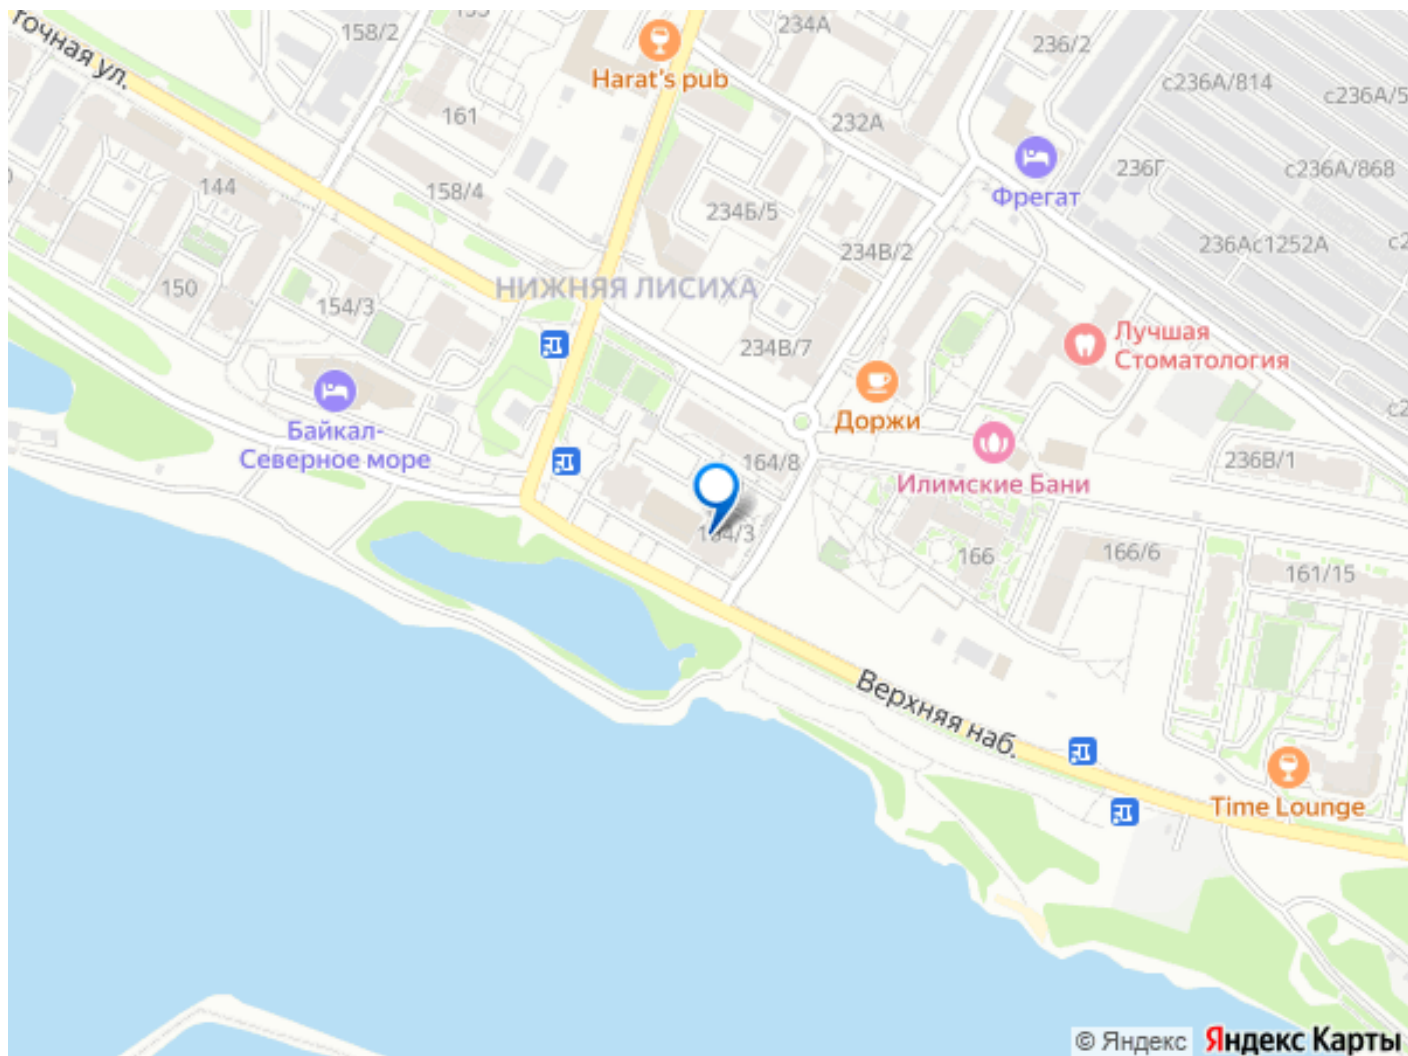 точная ул.
158/2
234А
236/2
Harat's pub
с236А/814
с236А/5
161
232А
236Г
с236А/868
144
158/4
234Б/5
Фрегат
234В/2
236Ас1252А
150
154/3
НИЖНЯЯ ЛИСИХА
234В/7
Лучшая
Стоматология
Доржи
Байкал-
Северное море
164/8
Илимские Бани
236В/1
164/3
166
166/6
161/15
Верхняя наб.
Time Lounge
© Яндекс
Яндекс Карты